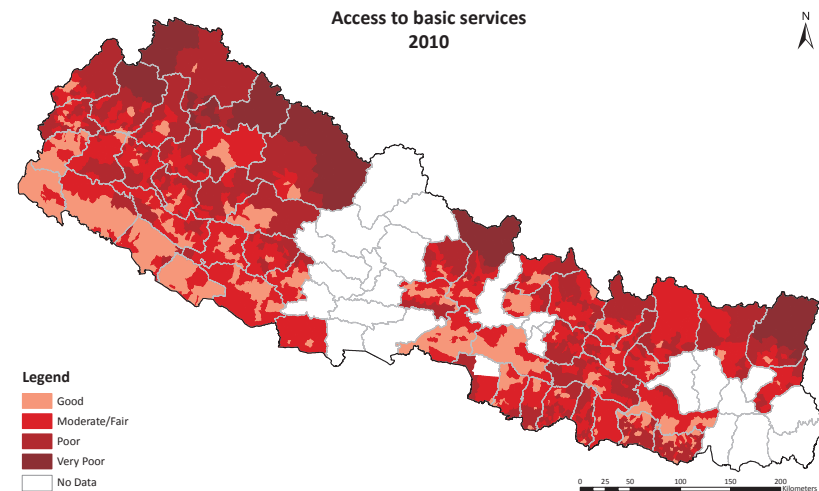 Access to basic services
2010
N
Legend
Good
Moderate/Fair
Poor
Very Poor
No Data
0 25 50 100 150 200
Kilometers